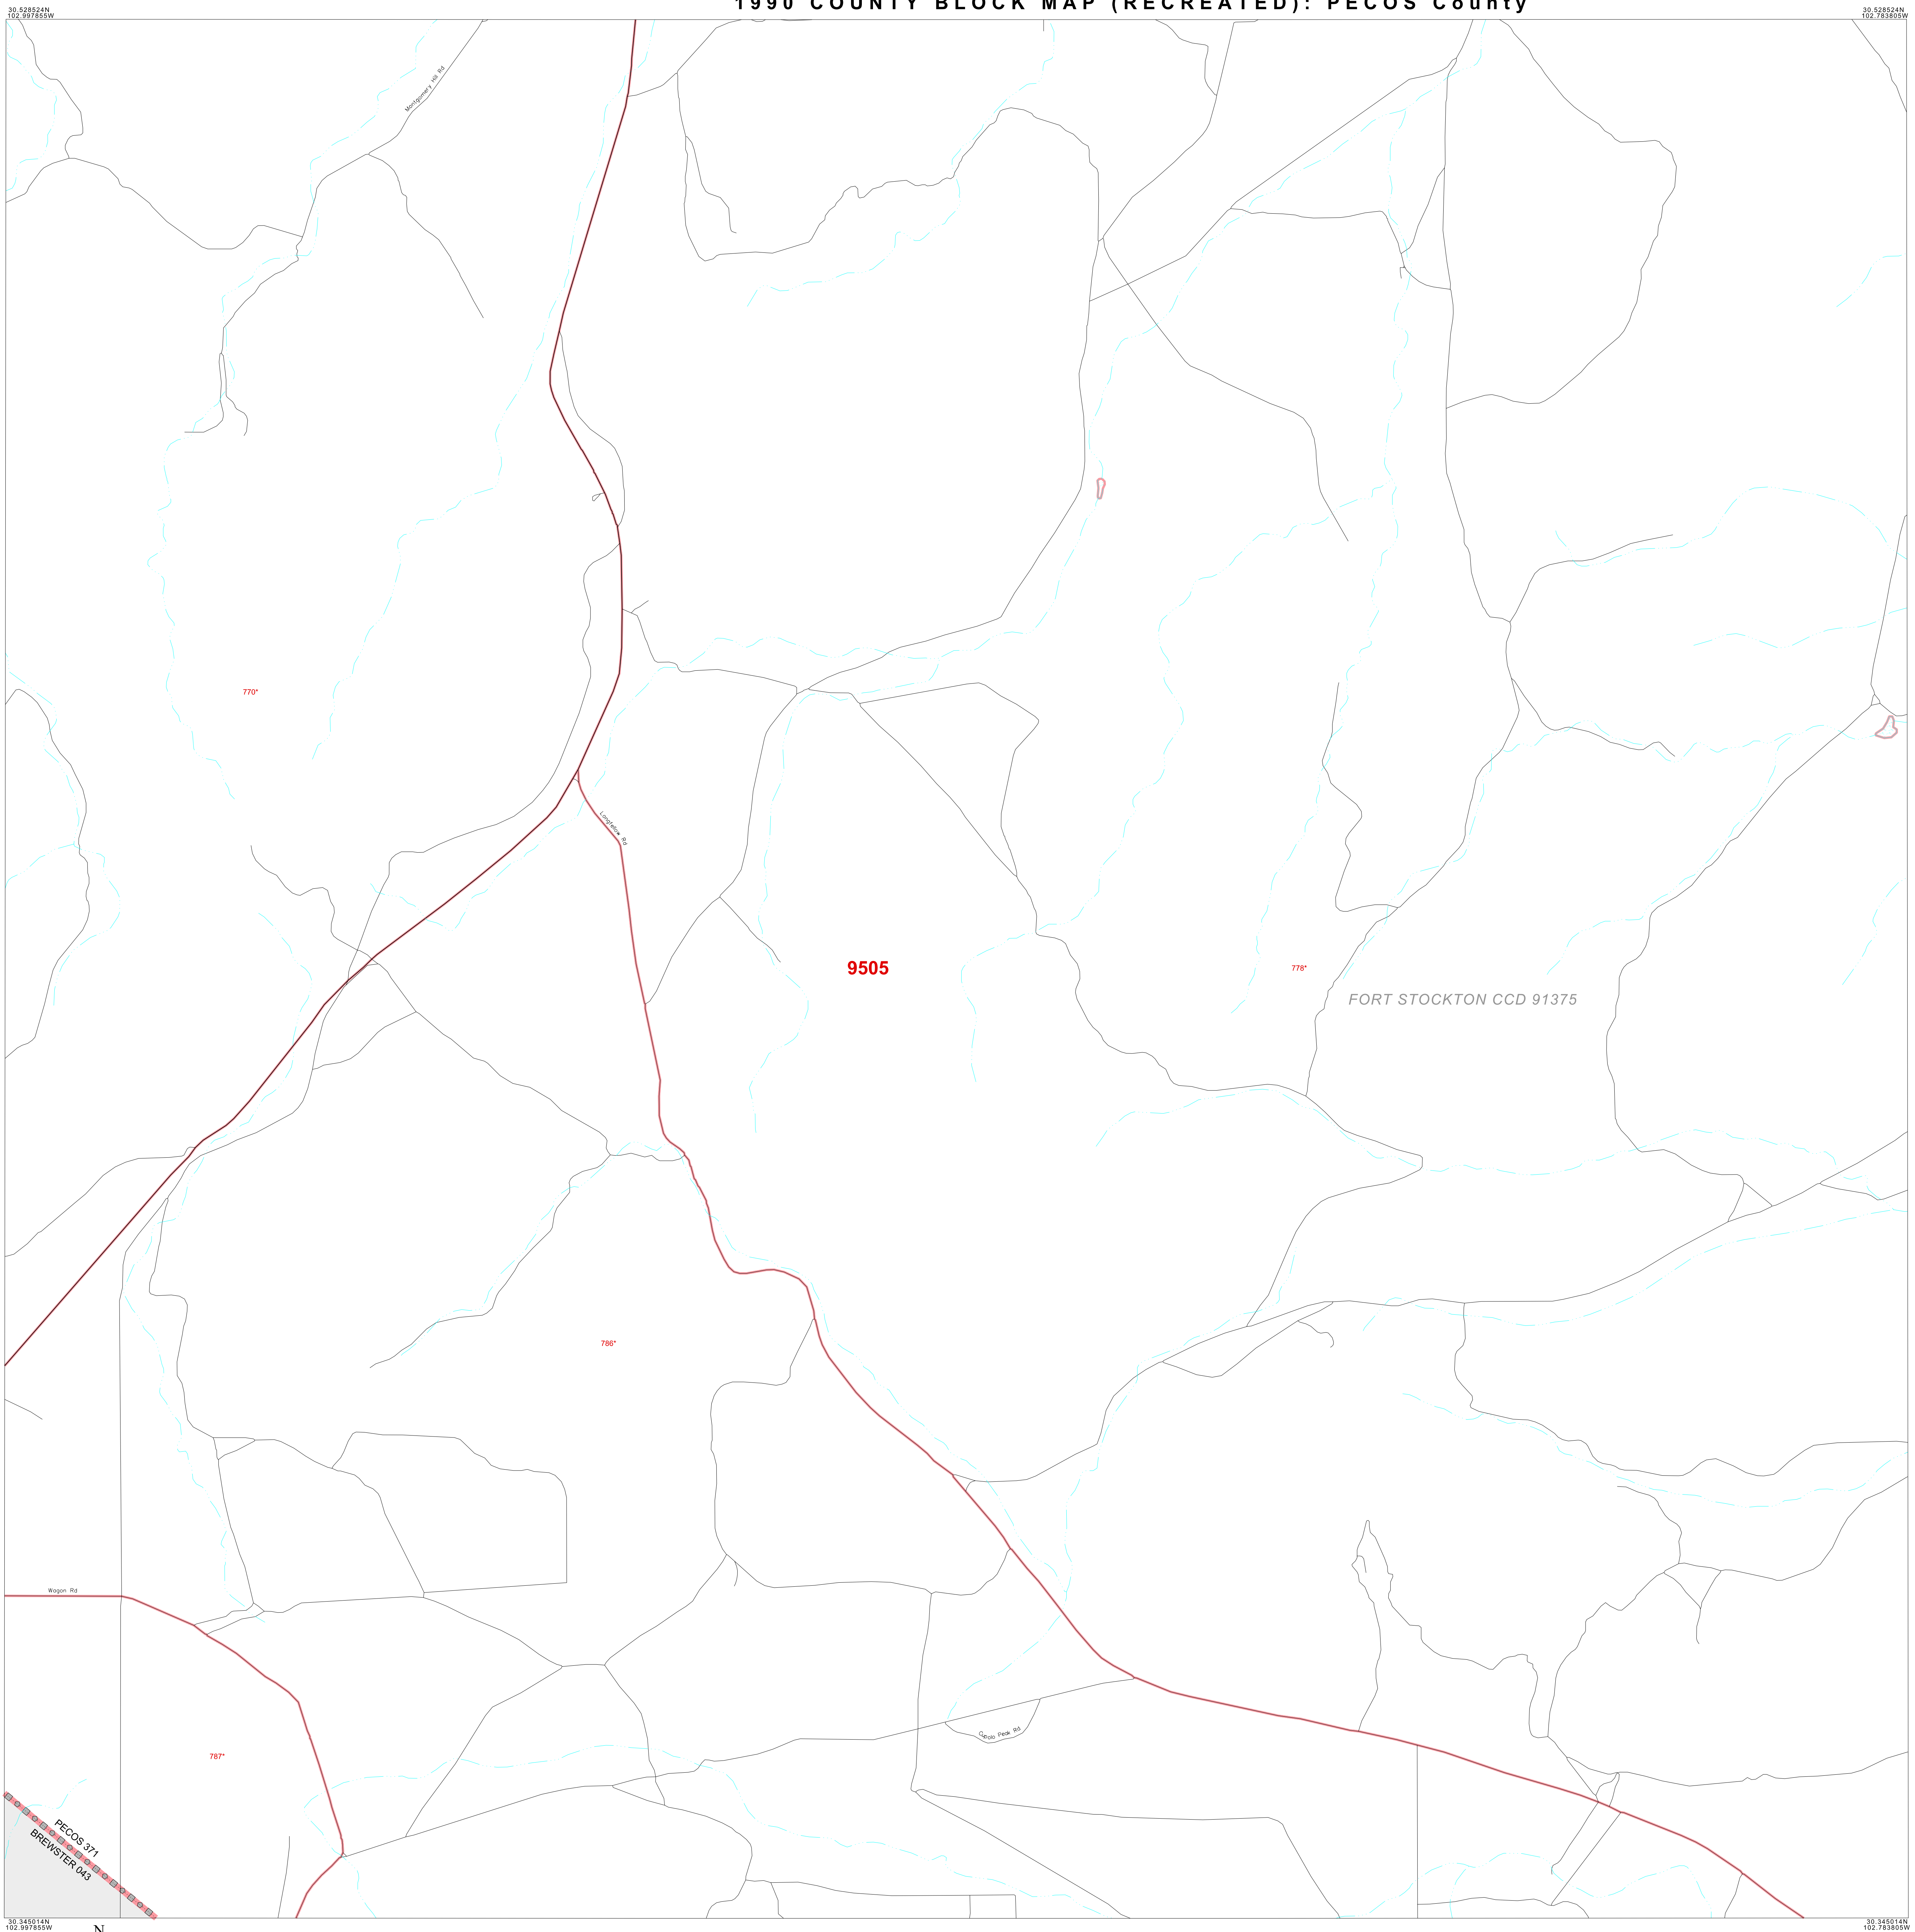 1990 COUNTY BLOCK MAP (RECREATED): PECOS County
30.528524N
102.997855W
30.528524N
102.783805W
Montgomery Hill Rd
770*
Longfellow Rd
9505
778*
FORT STOCKTON CCD 91375
786*
Wagon Rd
Cupola Peak Rd
787*
PECOS 371
BREWSTER 043
30.345014N
102.997855W
N
30.345014N
102.783805W